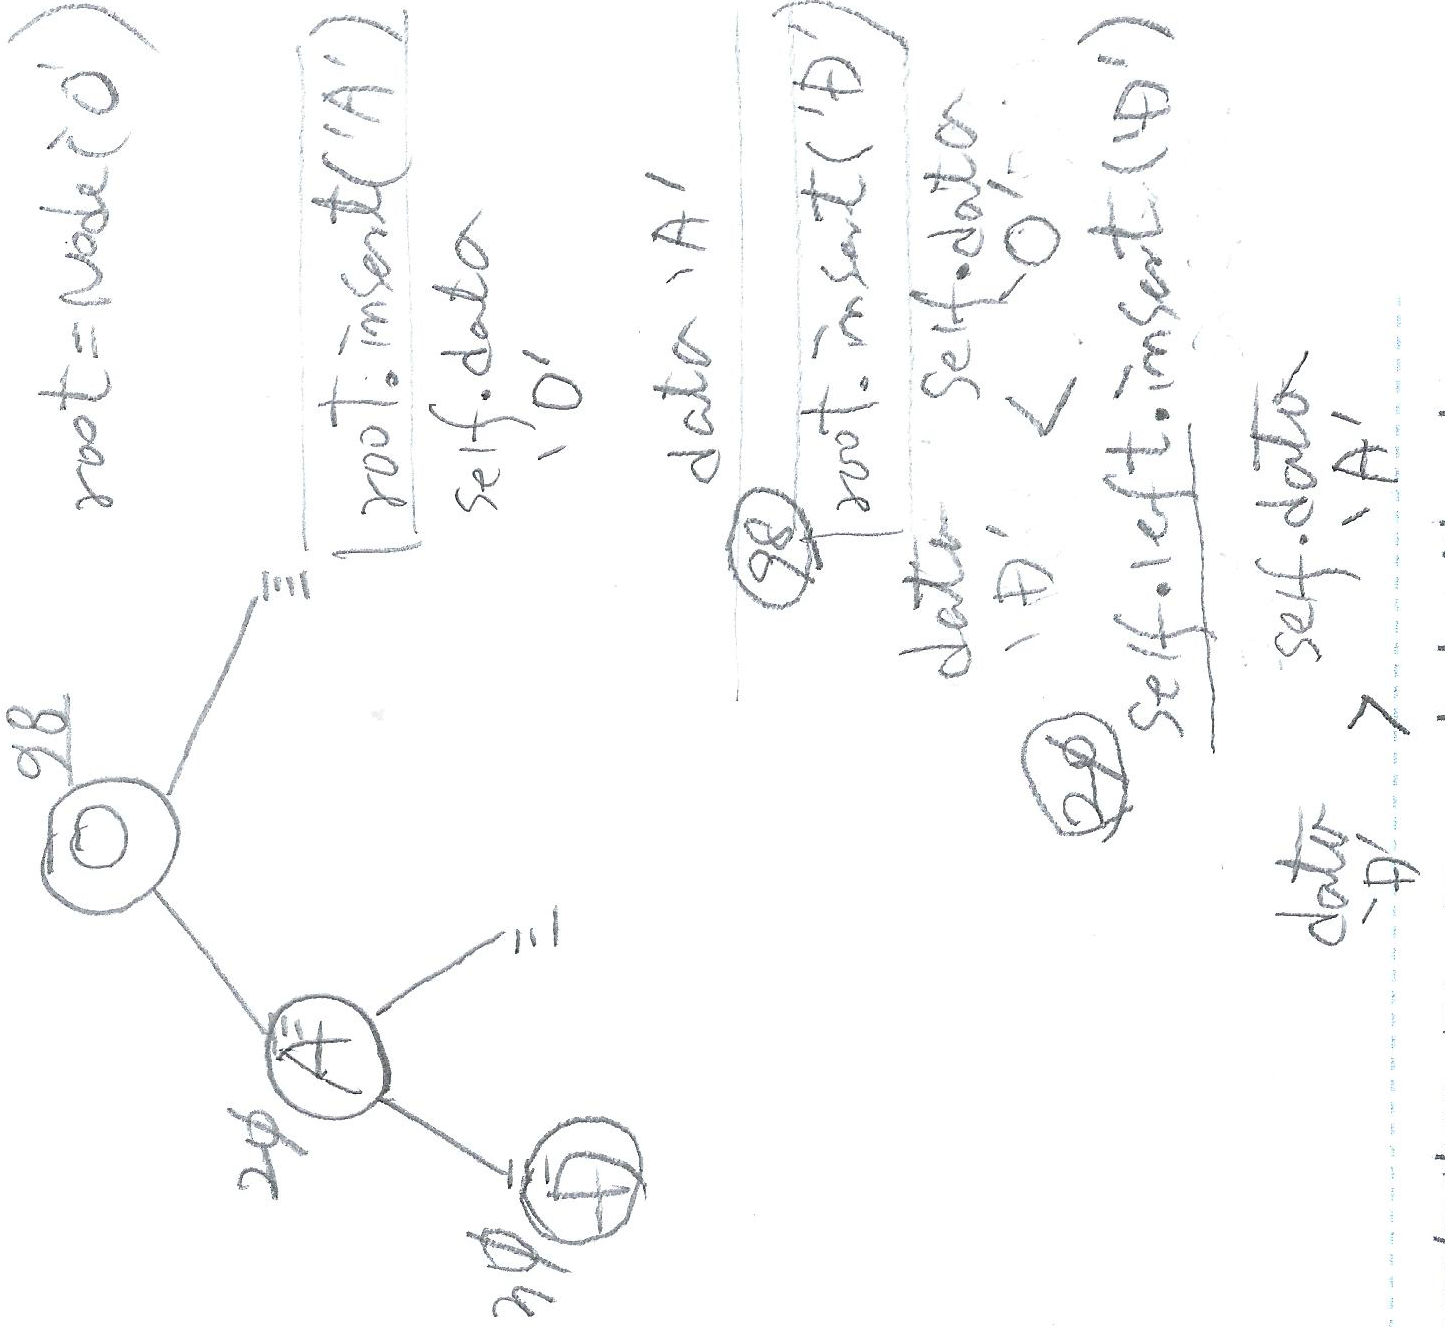 root = Node('O')
98
O
root.insert('A')
self.data
'O'
20
A
data 'A'
D
98
root.insert('D')
data self.data
'D' < 'O'
20
self.left.insert('D')
data self.data
'D' > 'A'